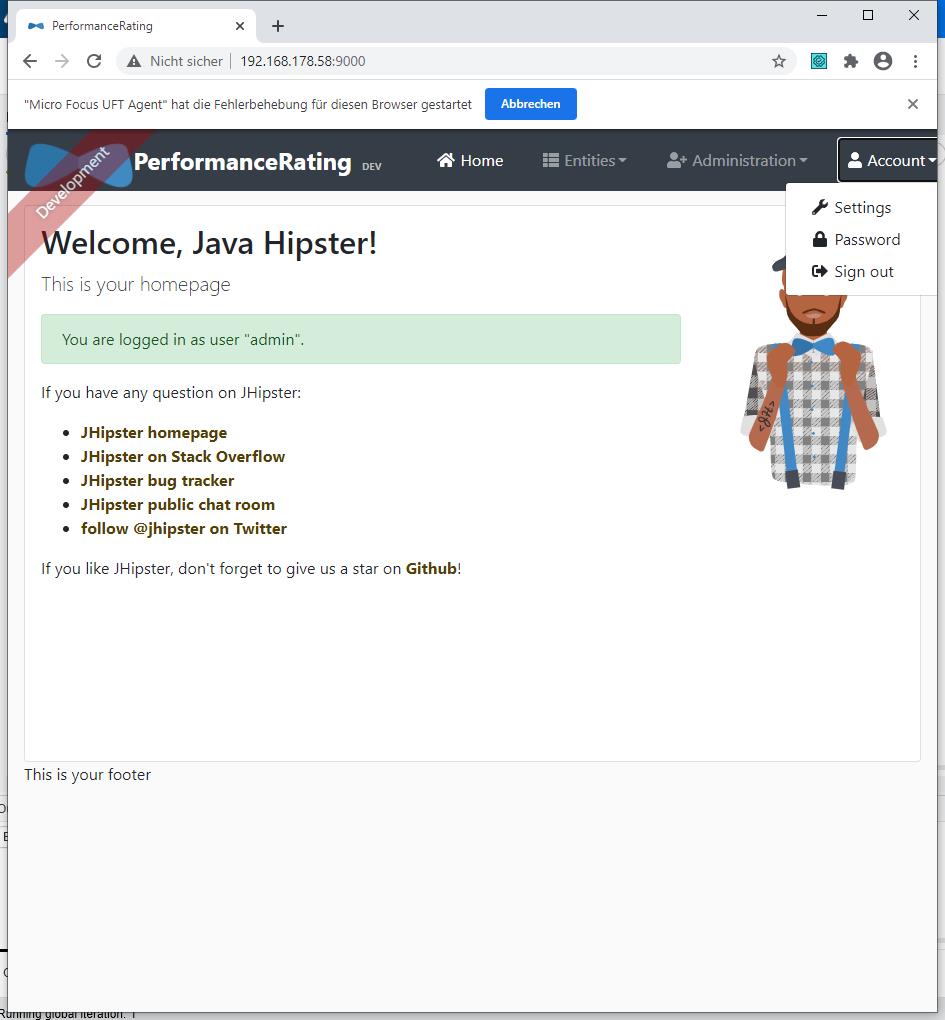 PerformanceRating
Nicht sicher 192.168.178.58:9000
"Micro Focus UFT Agent" hat die Fehlerbehebung für diesen Browser gestartet Abbrechen
Development
PerformanceRating DEV Home Entities Administration Account
Settings
Password
Sign out
Welcome, Java Hipster!
This is your homepage
You are logged in as user "admin".
If you have any question on JHipster:
JHipster homepage
JHipster on Stack Overflow
JHipster bug tracker
JHipster public chat room
follow @jhipster on Twitter
If you like JHipster, don't forget to give us a star on Github!
<JH>
This is your footer
Running global iteration: 1